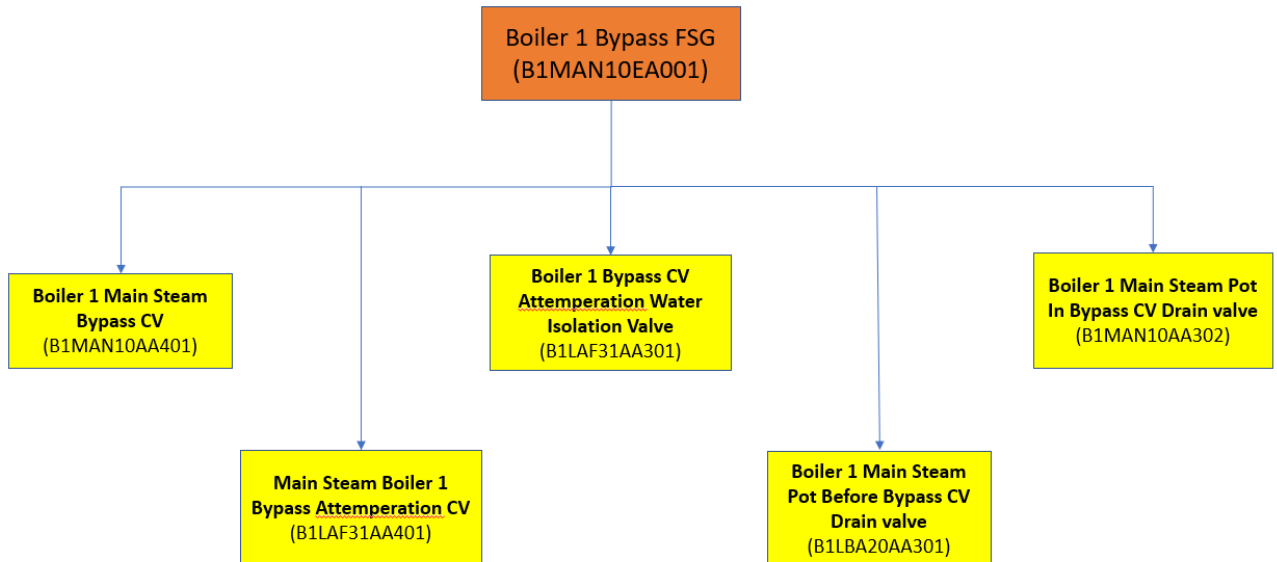 Boiler 1 Bypass FSG
(B1MAN10EA001)
Boiler 1 Main Steam
Bypass CV
(B1MAN10AA401)
Main Steam Boiler 1
Bypass Attemperation CV
(B1LAF31AA401)
Boiler 1 Bypass CV
Attemperation Water
Isolation Valve
(B1LAF31AA301)
Boiler 1 Main Steam
Pot Before Bypass CV
Drain valve
(B1LBA20AA301)
Boiler 1 Main Steam Pot
In Bypass CV Drain valve
(B1MAN10AA302)